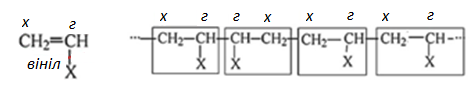 х г х г г х х г х г
CH₂=CH ···—CH₂—CH—CH—CH₂—CH₂—CH—CH₂—CH-··
вініл X X X X X